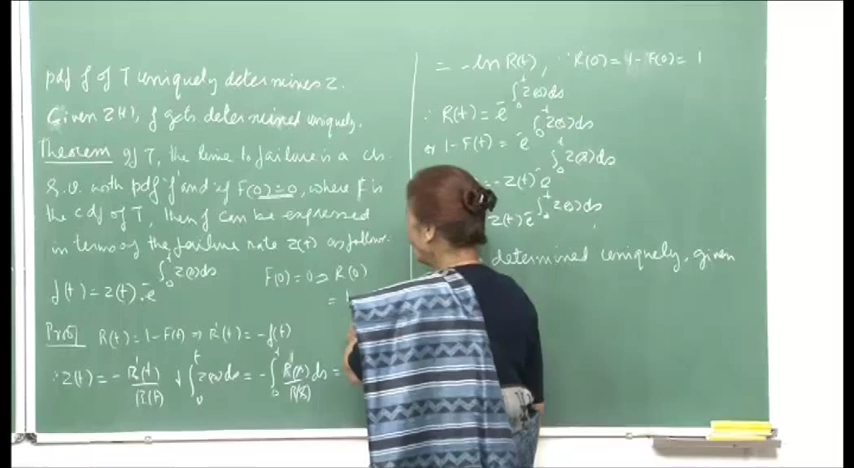 pdf f of T uniquely determines Z.
Given Z(t), f gets determined uniquely.
Theorem If T, the time to failure is a cts.
r.v. with pdf 'f' and if F(0)=0, where F is
the cdf of T, then f can be expressed
in terms of the failure rate Z(t) as follows.
f(t) = Z(t). e^-∫₀ᵗ Z(s)ds
F(0)=0 ⇒ R(0)
= 1
Proof R(t)=1-F(t) ⇒ R'(t) = -f(t)
∴ Z(t) = - R'(t)/R(t) ∫₀ᵗ Z(s)ds = -∫₀ᵗ R'(s)/R(s) ds =
= -ln R(t), ∵ R(0)= 1-F(0)= 1
∴ R(t) = e^-∫₀ᵗ Z(s)ds
or 1-F(t) = e^-∫₀ᵗ Z(s)ds
= -Z(t) e^-∫₀ᵗ Z(s)ds
Z(t) e^-∫₀ᵗ Z(s)ds
determined uniquely, given